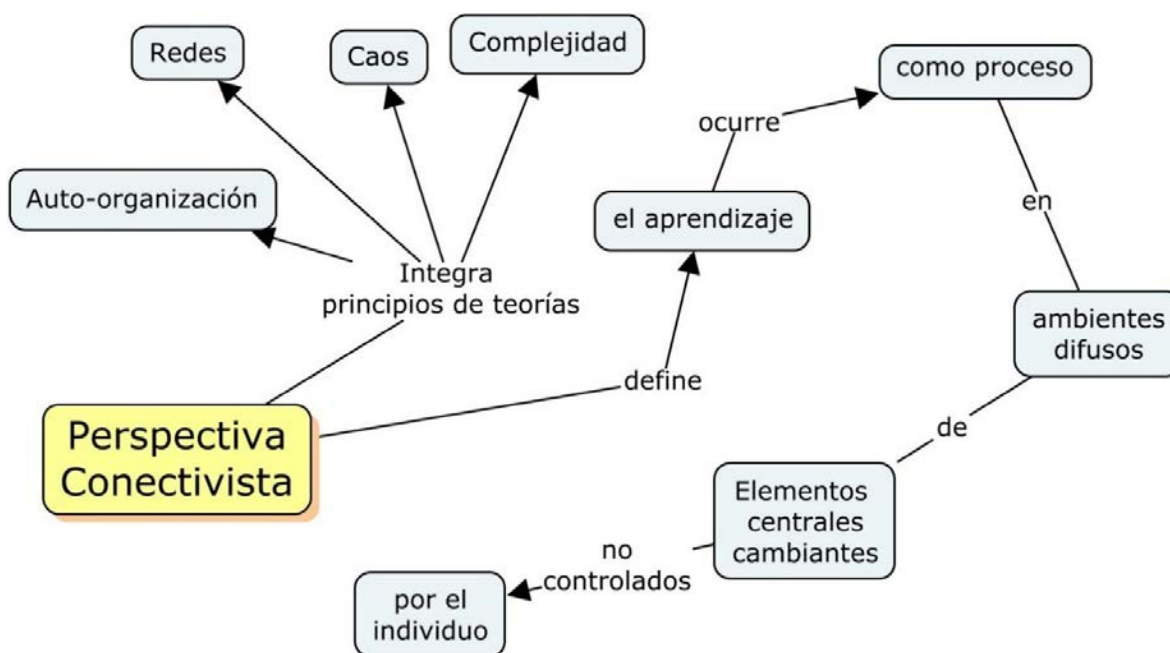 Redes
Caos
Complejidad
como proceso
ocurre
Auto-organización
el aprendizaje
en
Integra
principios de teorías
ambientes
difusos
define
Perspectiva
Conectivista
de
Elementos
centrales
cambiantes
no
controlados
por el
individuo